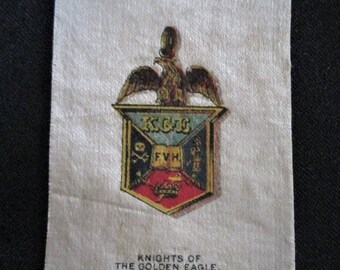 K G E
F.V.H.
KNIGHTS OF
THE GOLDEN EAGLE.